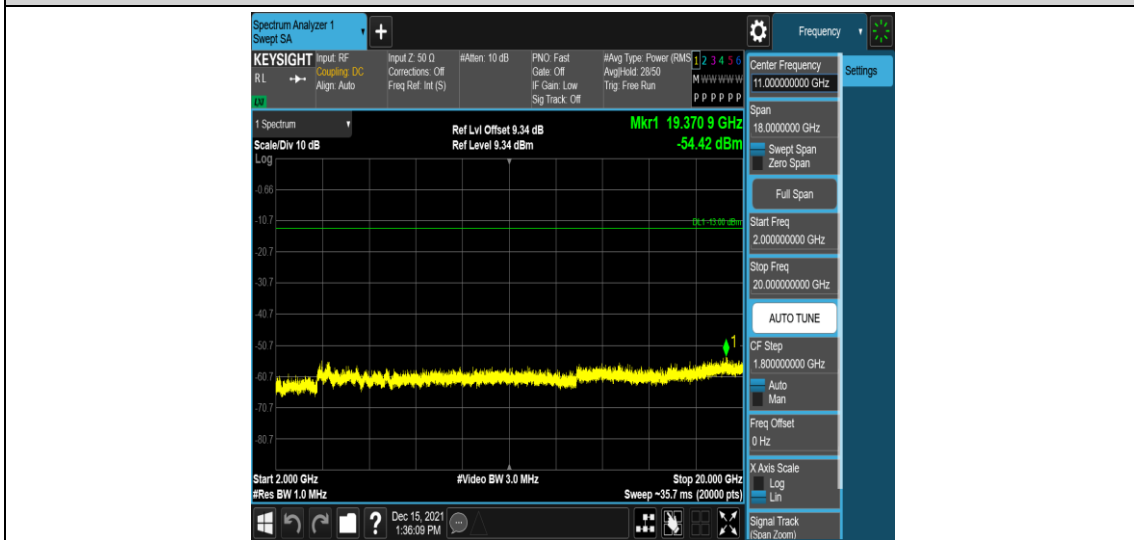 Spectrum Analyzer 1
Swept SA
+
Frequency
KEYSIGHT
RL
LXI
Input: RF
Coupling: DC
Align: Auto
Input Z: 50 Ω
Corrections: Off
Freq Ref: Int (S)
#Atten: 10 dB
PNO: Fast
Gate: Off
IF Gain: Low
Sig Track: Off
#Avg Type: Power (RMS
Avg|Hold: 28/50
Trig: Free Run
1 2 3 4 5 6
M W W W W W
P P P P P P
1 Spectrum
Scale/Div 10 dB
Ref Lvl Offset 9.34 dB
Ref Level 9.34 dBm
Mkr1 19.370 9 GHz
-54.42 dBm
Log
-0.66
-10.7
DL1 -13.00 dBm
-20.7
-30.7
-40.7
-50.7
1
-60.7
-70.7
-80.7
Start 2.000 GHz
#Res BW 1.0 MHz
#Video BW 3.0 MHz
Stop 20.000 GHz
Sweep ~35.7 ms (20000 pts)
Center Frequency
11.000000000 GHz
Settings
Span
18.0000000 GHz
Swept Span
Zero Span
Full Span
Start Freq
2.000000000 GHz
Stop Freq
20.000000000 GHz
AUTO TUNE
CF Step
1.800000000 GHz
Auto
Man
Freq Offset
0 Hz
X Axis Scale
Log
Lin
Signal Track
(Span Zoom)
?
Dec 15, 2021
1:36:09 PM